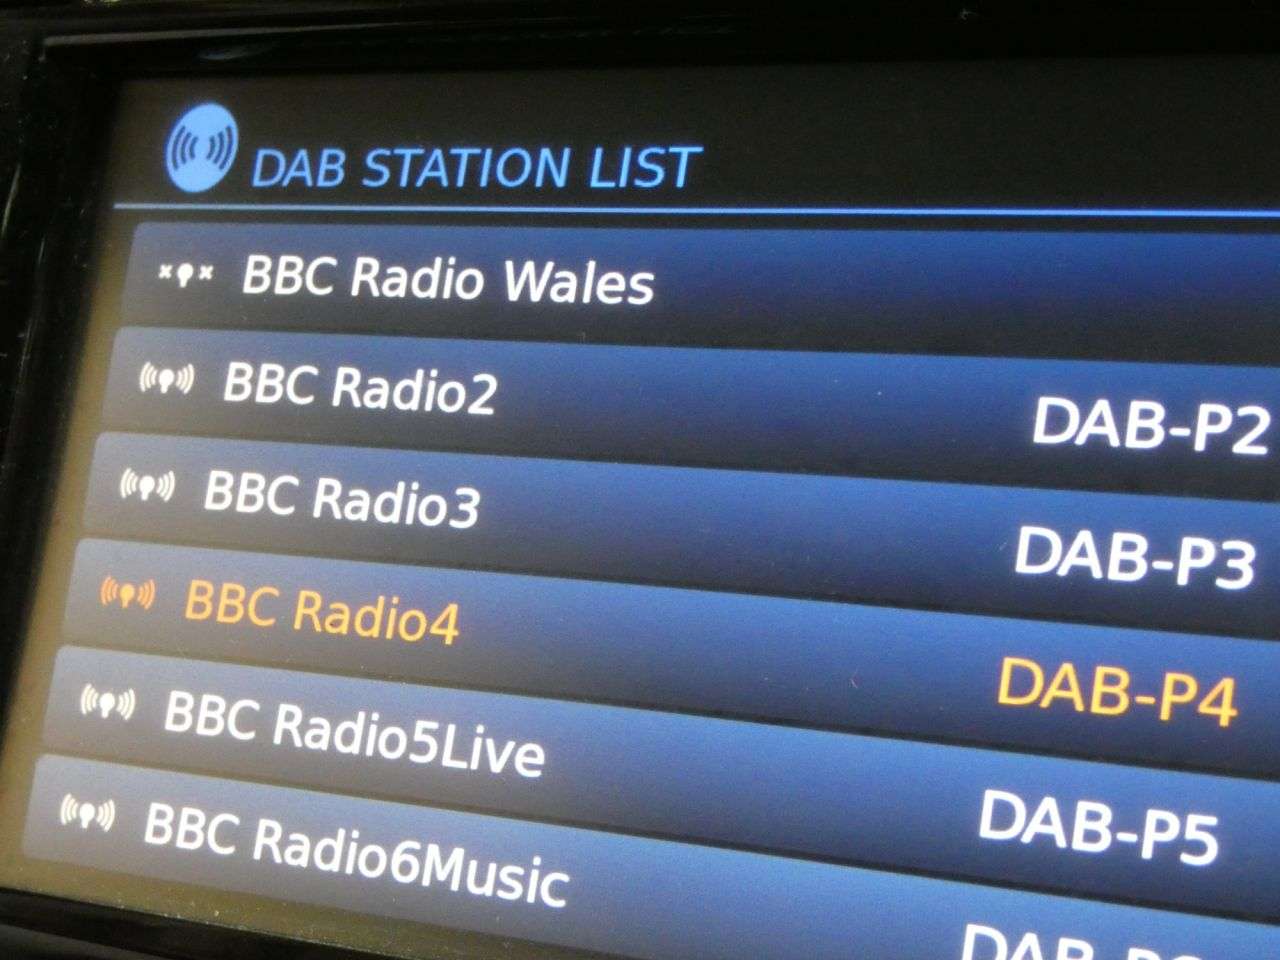 DAB STATION LIST
BBC Radio Wales
BBC Radio2 DAB-P2
BBC Radio3 DAB-P3
BBC Radio4 DAB-P4
BBC Radio5Live DAB-P5
BBC Radio6Music